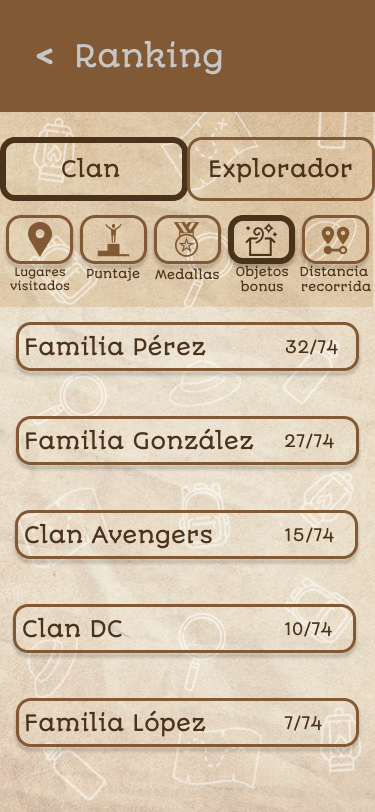 < Ranking
Clan
Explorador
Lugares
visitados
Puntaje
Medallas
Objetos
bonus
Distancia
recorrida
Familia Pérez 32/74
Familia González 27/74
Clan Avengers 15/74
Clan DC 10/74
Familia López 7/74